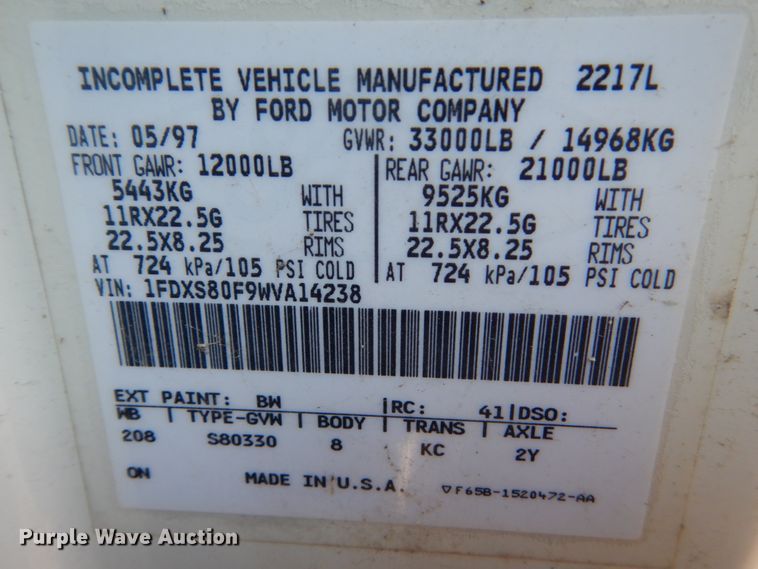 INCOMPLETE VEHICLE MANUFACTURED 2217L
BY FORD MOTOR COMPANY
DATE: 05/97 GVWR: 33000LB / 14968KG
FRONT GAWR: 12000LB REAR GAWR: 21000LB
5443KG WITH 9525KG WITH
11RX22.5G TIRES 11RX22.5G TIRES
22.5X8.25 RIMS 22.5X8.25 RIMS
AT 724 kPa/105 PSI COLD AT 724 kPa/105 PSI COLD
VIN: 1FDXS80F9WVA14238
EXT PAINT: BW RC: 41 DSO:
WB TYPE-GVW BODY TRANS AXLE
208 S80330 8 KC 2Y
ON MADE IN U.S.A. ▽F65B-1520472-AA
Purple Wave Auction